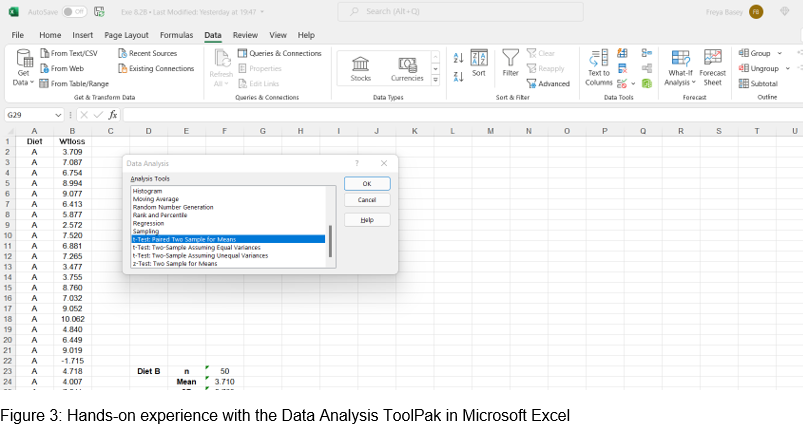 AutoSave Off Exe 8.2B • Last Modified: Yesterday at 19:47 Search (Alt+Q) Freya Basey FB
File Home Insert Page Layout Formulas Data Review View Help
Get Data From Text/CSV Recent Sources Refresh All Queries & Connections Stocks Currencies Sort Filter Clear Text to Columns What-If Analysis Forecast Sheet Group
From Web Existing Connections Properties Reapply Ungroup
From Table/Range Edit Links Advanced Subtotal
Get & Transform Data Queries & Connections Data Types Sort & Filter Data Tools Forecast Outline
G29 fx
A B C D E F G H I J K L M N O P Q R S T U
1 Diet Wtloss
2 A 3.709
3 A 7.087
4 A 6.754
5 A 8.994
6 A 9.077
7 A 6.413
8 A 5.877
9 A 2.572
10 A 7.520
11 A 6.881
12 A 7.265
13 A 3.477
14 A 3.755
15 A 8.760
16 A 7.032
17 A 9.052
18 A 10.062
19 A 4.840
20 A 6.449
21 A 9.019
22 A -1.715
23 A 4.718 Diet B n 50
24 A 4.007 Mean 3.710
Data Analysis ?
Analysis Tools
Histogram
Moving Average
Random Number Generation
Rank and Percentile
Regression
Sampling
t-Test: Paired Two Sample for Means
t-Test: Two-Sample Assuming Equal Variances
t-Test: Two-Sample Assuming Unequal Variances
z-Test: Two Sample for Means
OK
Cancel
Help
Figure 3: Hands-on experience with the Data Analysis ToolPak in Microsoft Excel